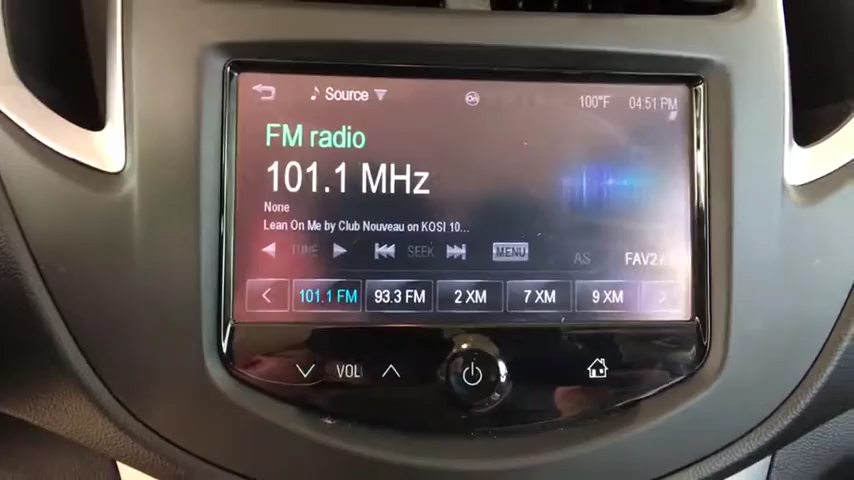 Source 100°F 04:51 PM
FM radio
101.1 MHz
None
Lean On Me by Club Nouveau on KOSI 10...
TUNE SEEK MENU AS FAV2/
101.1 FM 93.3 FM 2 XM 7 XM 9 XM
VOL